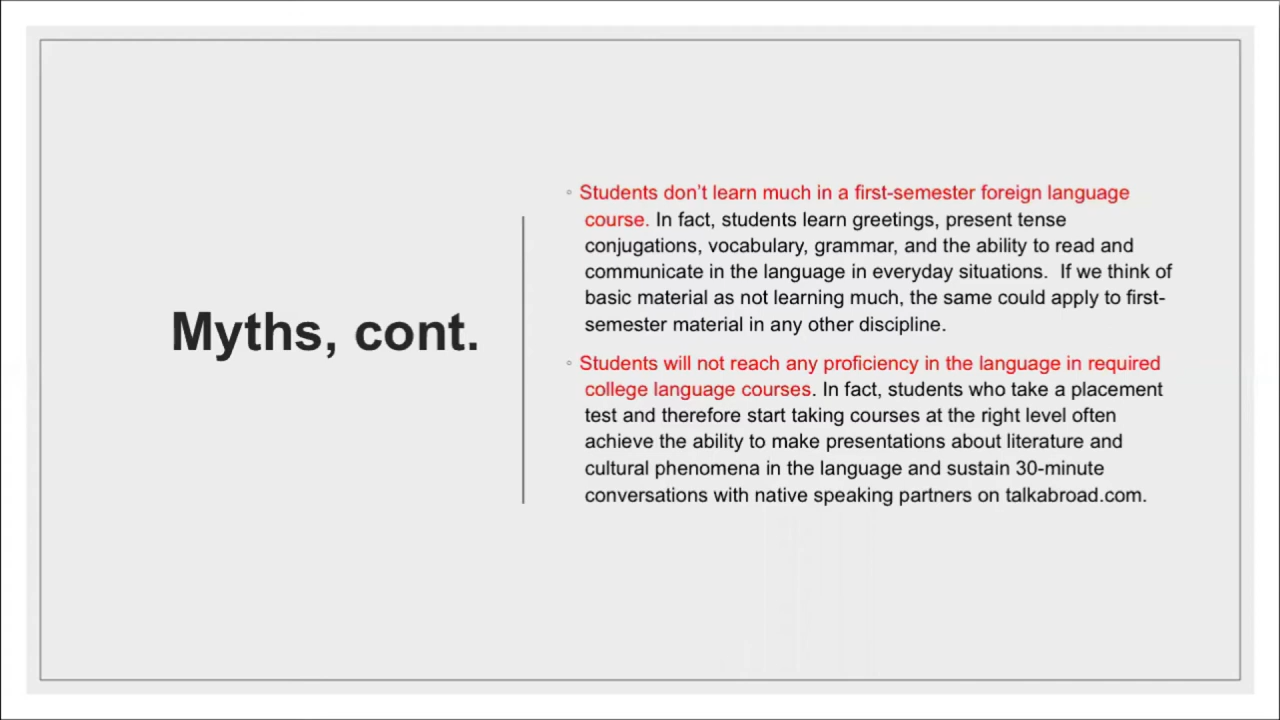 Myths, cont.
◦ Students don’t learn much in a first-semester foreign language
course. In fact, students learn greetings, present tense
conjugations, vocabulary, grammar, and the ability to read and
communicate in the language in everyday situations.  If we think of
basic material as not learning much, the same could apply to first-
semester material in any other discipline.
◦ Students will not reach any proficiency in the language in required
college language courses. In fact, students who take a placement
test and therefore start taking courses at the right level often
achieve the ability to make presentations about literature and
cultural phenomena in the language and sustain 30-minute
conversations with native speaking partners on talkabroad.com.